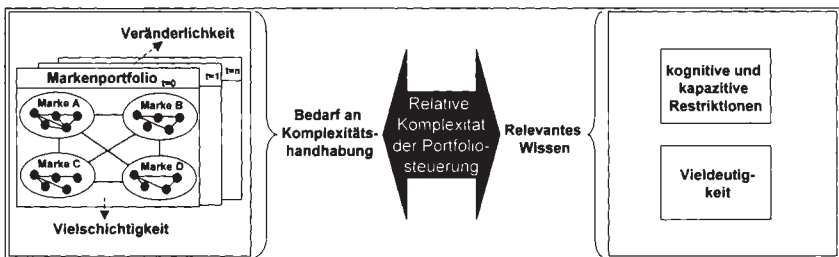 Veränderlichkeit
t=n
t=1
Markenportfolio t=0
Marke A
Marke B
Marke C
Marke D
Vielschichtigkeit
Bedarf an
Komplexitäts-
handhabung
Relative
Komplexität
der Portfolio-
steuerung
Relevantes
Wissen
kognitive und
kapazitive
Restriktionen
Vieldeutig-
keit